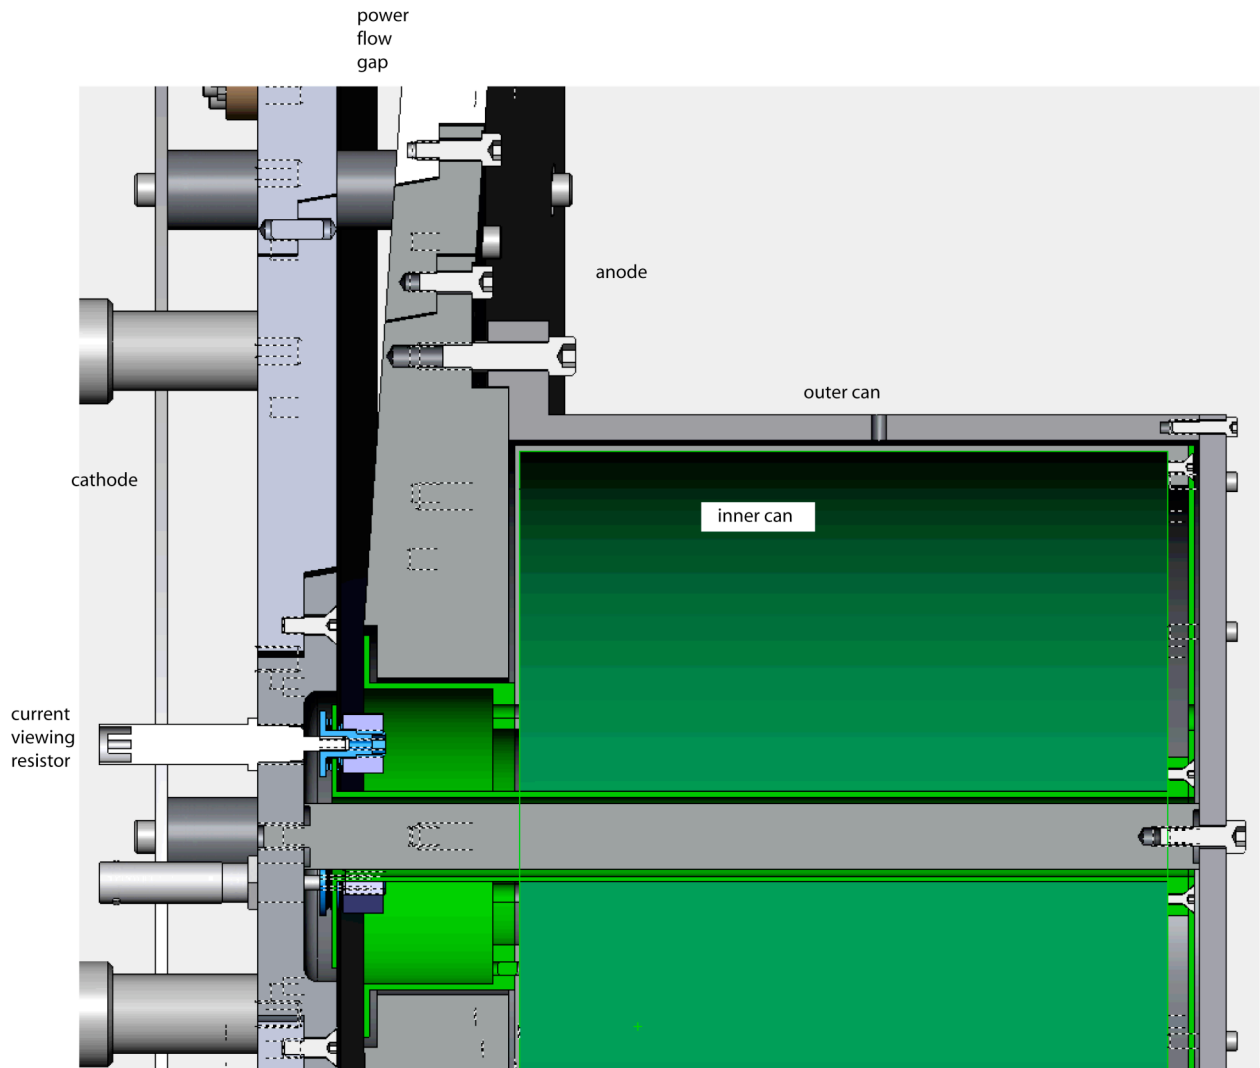 power
flow
gap
anode
outer can
cathode
inner can
current
viewing
resistor